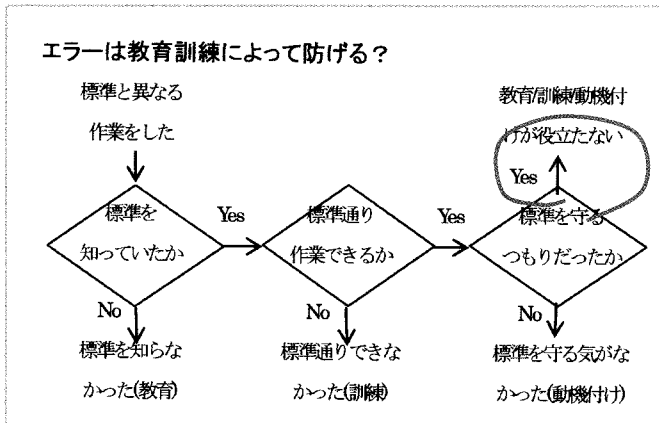 エラーは教育訓練によって防げる？
標準と異なる
作業をした
教育/訓練/動機付
けが役立たない
Yes
標準を
知っていたか
Yes
標準通り
作業できるか
Yes
標準を守る
つもりだったか
No
No
No
標準を知らな
かった(教育)
標準通りできな
かった(訓練)
標準を守る気がな
かった(動機付け)